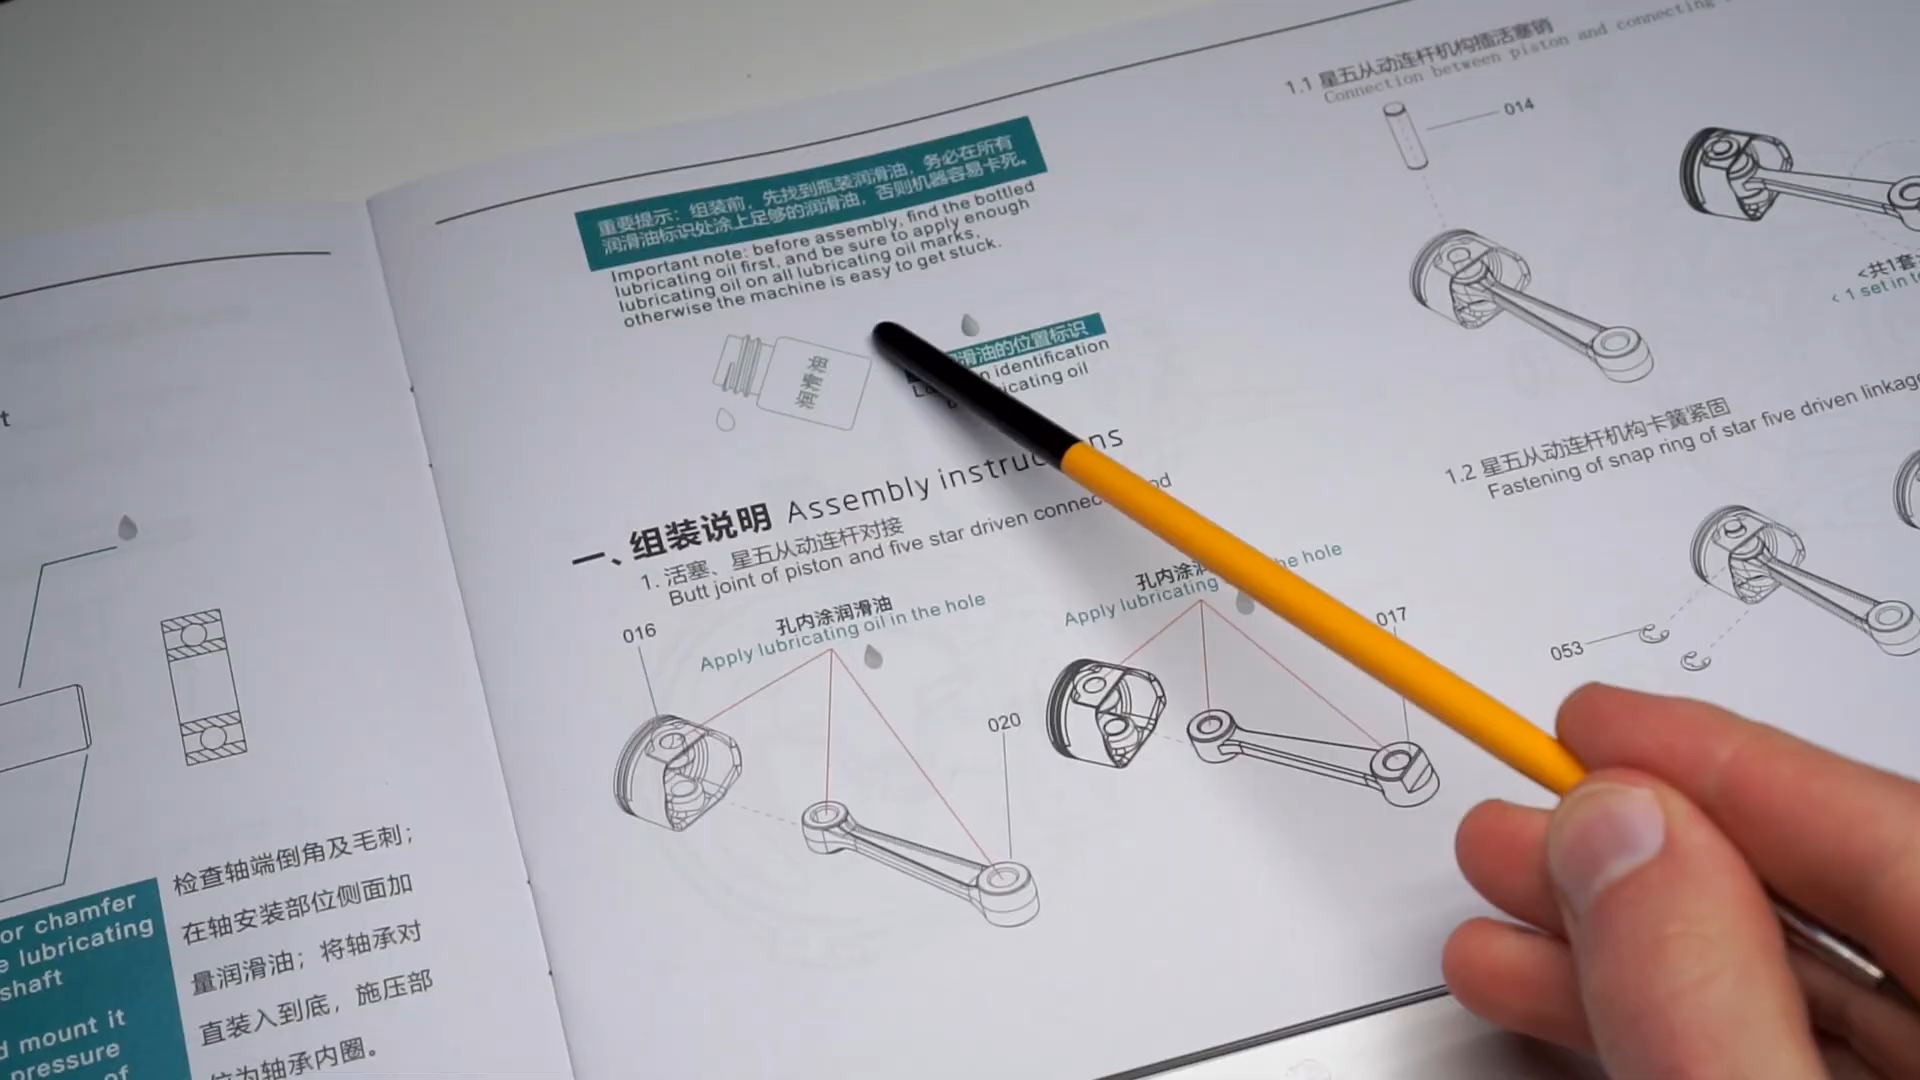 t
or chamfer
e lubricating
shaft
d mount it
pressure
of
检查轴端倒角及毛刺；
在轴安装部位侧面加
量润滑油；将轴承对
直装入到底，施压部
位为轴承内圈。
重要提示：组装前，先找到瓶装润滑油，务必在所有
润滑油标识处涂上足够的润滑油，否则机器容易卡死。
Important note: before assembly, find the bottled
lubricating oil first, and be sure to apply enough
lubricating oil on all lubricating oil marks,
otherwise the machine is easy to get stuck.
润滑油
滑油的位置标识
n identification
icating oil
一、组装说明 Assembly instruc ns
1. 活塞、星五从动连杆对接
Butt joint of piston and five star driven connec od
016
孔内涂润滑油
Apply lubricating oil in the hole
020
孔内涂润
Apply lubricating he hole
017
1.1 星五从动连杆机构插活塞销
Connection between piston and connecting
014
<共1套
< 1 set in t
1.2 星五从动连杆机构卡簧紧固
Fastening of snap ring of star five driven linkage
053